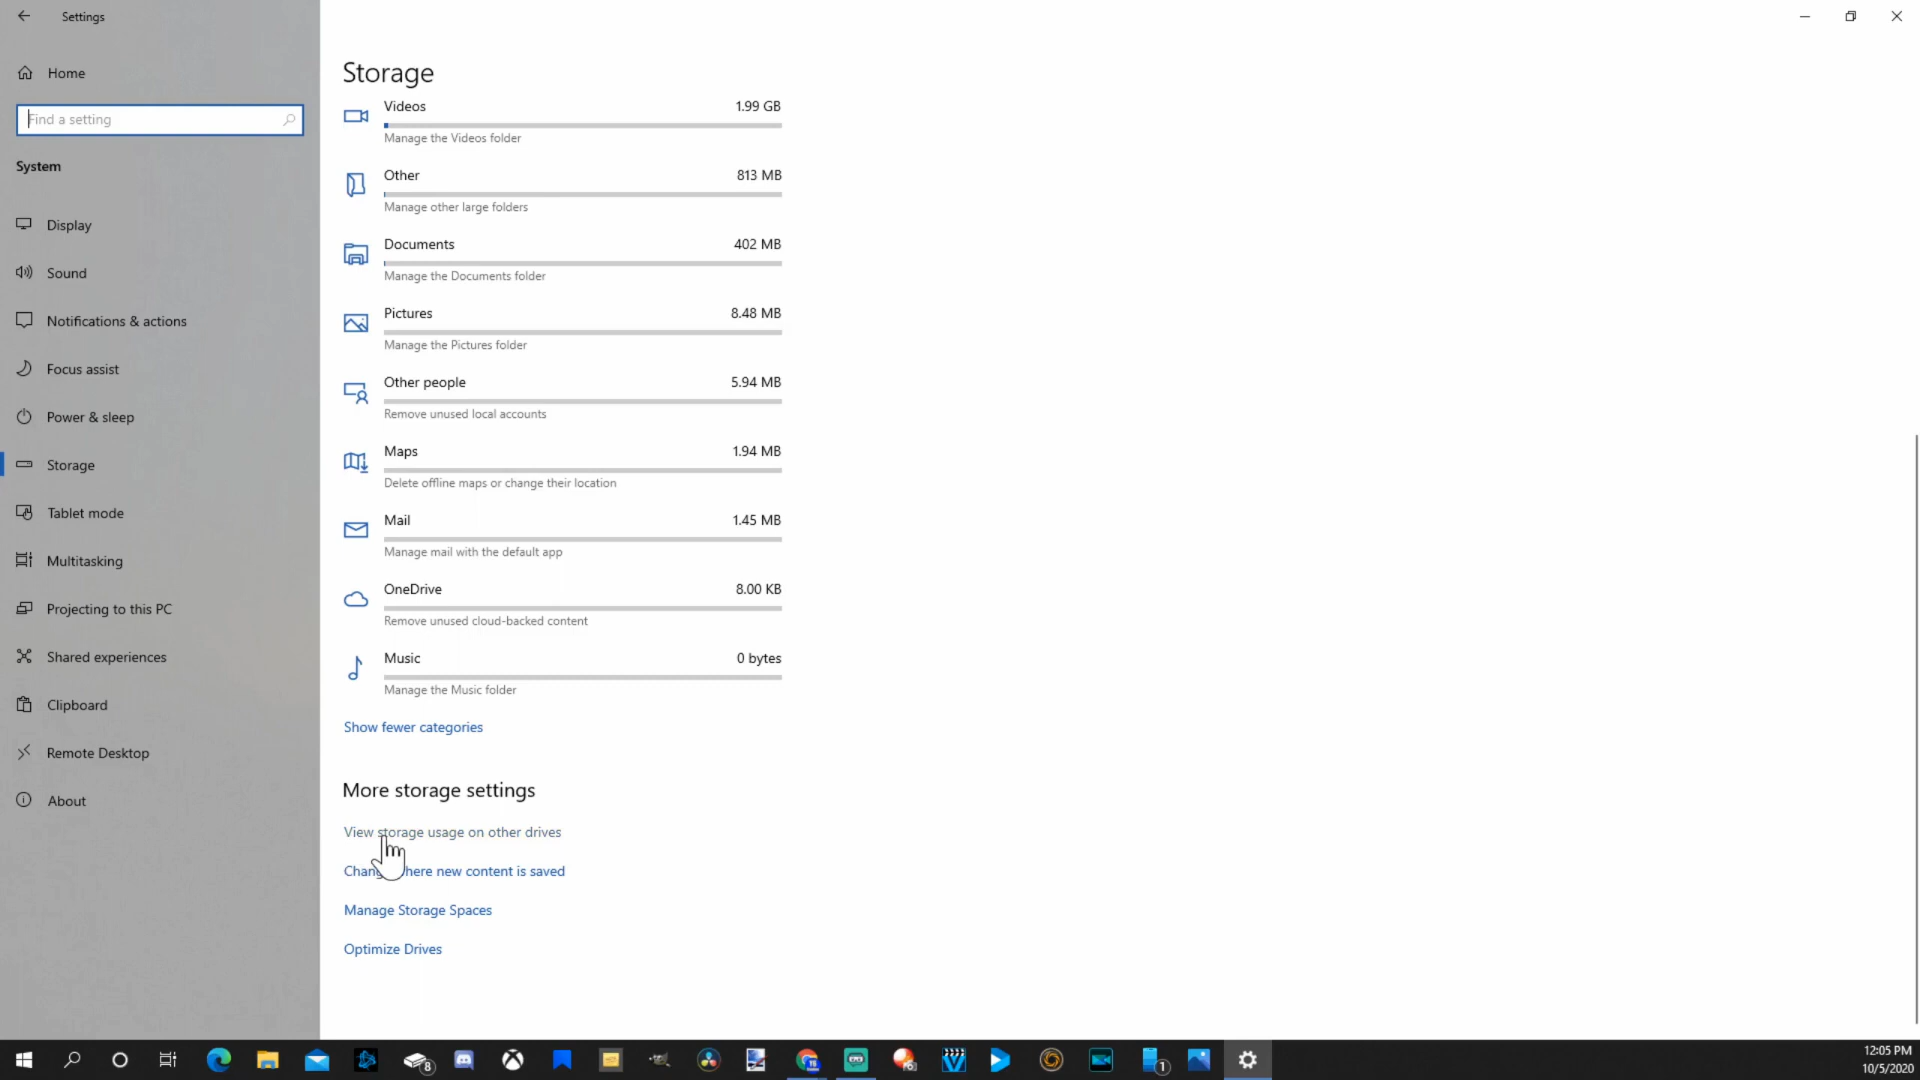 Settings
Home
Find a setting
System
Display
Sound
Notifications & actions
Focus assist
Power & sleep
Storage
Tablet mode
Multitasking
Projecting to this PC
Shared experiences
Clipboard
Remote Desktop
About
Storage
Videos 1.99 GB
Manage the Videos folder
Other 813 MB
Manage other large folders
Documents 402 MB
Manage the Documents folder
Pictures 8.48 MB
Manage the Pictures folder
Other people 5.94 MB
Remove unused local accounts
Maps 1.94 MB
Delete offline maps or change their location
Mail 1.45 MB
Manage mail with the default app
OneDrive 8.00 KB
Remove unused cloud-backed content
Music 0 bytes
Manage the Music folder
Show fewer categories
More storage settings
View storage usage on other drives
Change where new content is saved
Manage Storage Spaces
Optimize Drives
8
1
12:05 PM
10/5/2020